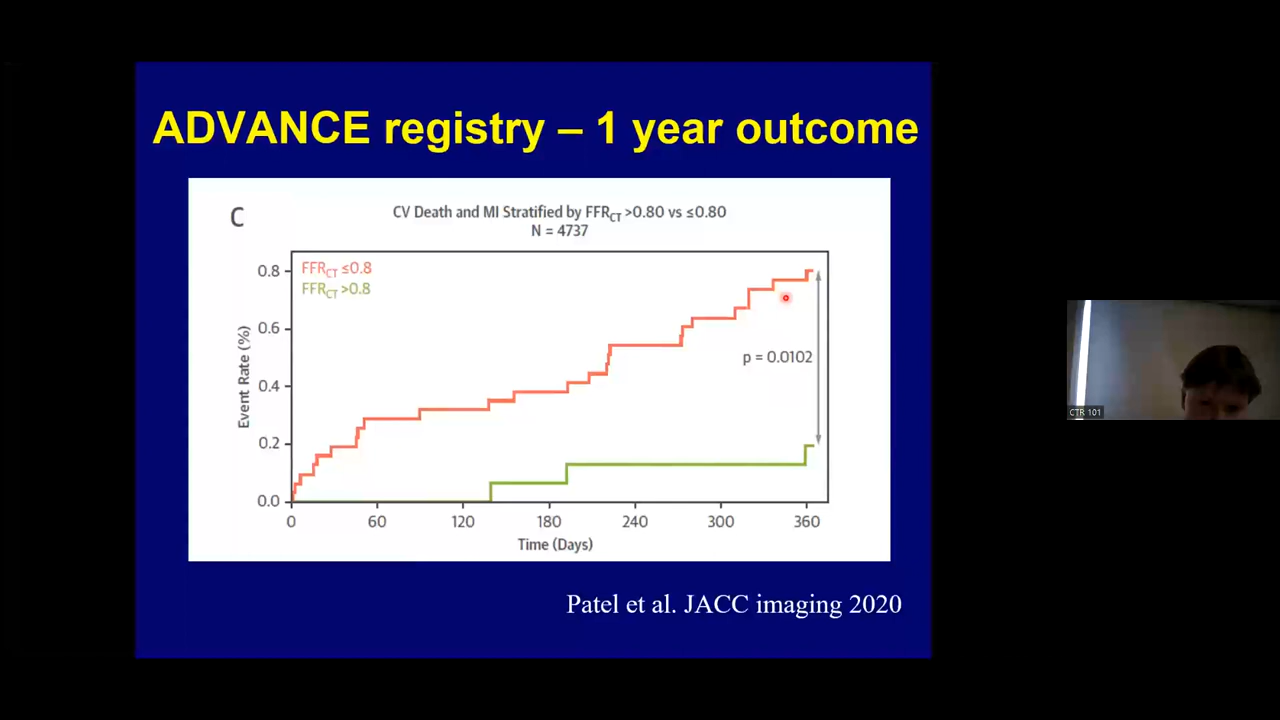 ADVANCE registry – 1 year outcome
C
CV Death and MI Stratified by FFRCT >0.80 vs ≤0.80
N = 4737
FFRCT ≤0.8
FFRCT >0.8
Event Rate (%)
0.8
0.6
0.4
0.2
0.0
p = 0.0102
0 60 120 180 240 300 360
Time (Days)
Patel et al. JACC imaging 2020
CTR 101